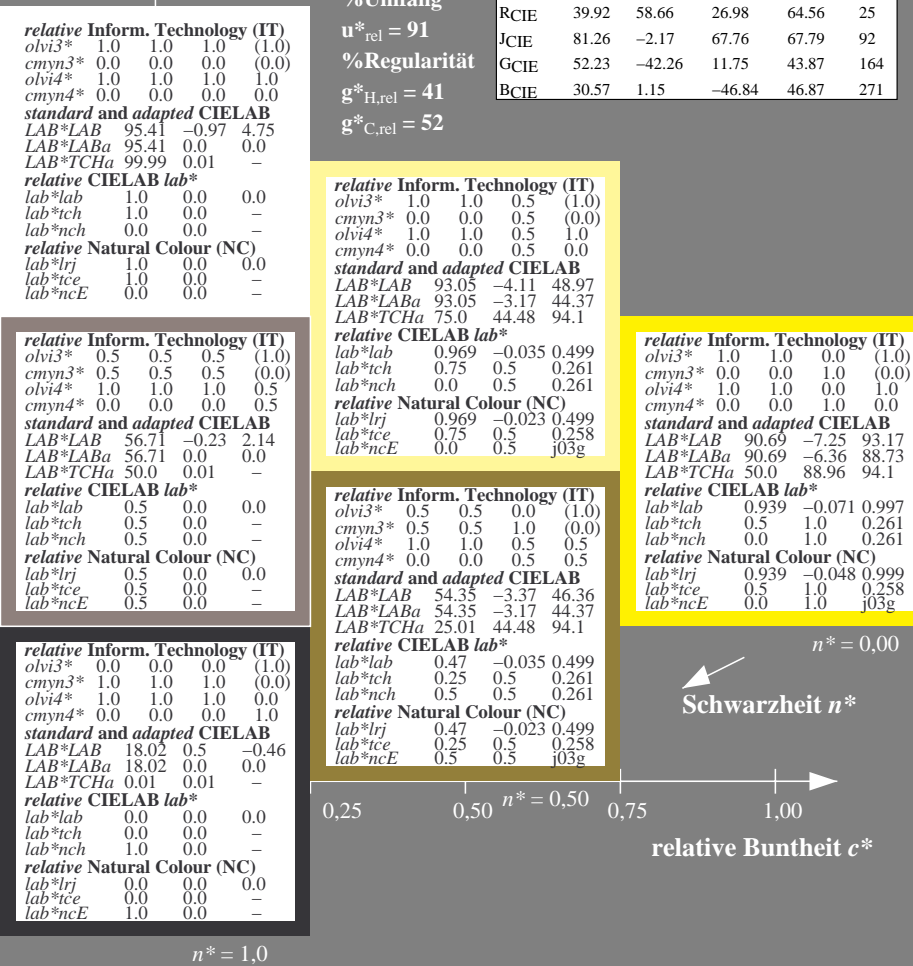 %Umfang
u*rel = 91
%Regularität
g*H,rel = 41
g*C,rel = 52
RCIE 39.92 58.66 26.98 64.56 25
JCIE 81.26 −2.17 67.76 67.79 92
GCIE 52.23 −42.26 11.75 43.87 164
BCIE 30.57 1.15 −46.84 46.87 271
relative Inform. Technology (IT)
olvi3* 1.0 1.0 1.0 (1.0)
cmyn3* 0.0 0.0 0.0 (0.0)
olvi4* 1.0 1.0 1.0 1.0
cmyn4* 0.0 0.0 0.0 0.0
standard and adapted CIELAB
LAB*LAB 95.41 −0.97 4.75
LAB*LABa 95.41 0.0 0.0
LAB*TCHa 99.99 0.01 –
relative CIELAB lab*
lab*lab 1.0 0.0 0.0
lab*tch 1.0 0.0 –
lab*nch 0.0 0.0 –
relative Natural Colour (NC)
lab*lrj 1.0 0.0 0.0
lab*tce 1.0 0.0 –
lab*ncE 0.0 0.0 –
relative Inform. Technology (IT)
olvi3* 1.0 1.0 0.5 (1.0)
cmyn3* 0.0 0.0 0.5 (0.0)
olvi4* 1.0 1.0 0.5 1.0
cmyn4* 0.0 0.0 0.5 0.0
standard and adapted CIELAB
LAB*LAB 93.05 −4.11 48.97
LAB*LABa 93.05 −3.17 44.37
LAB*TCHa 75.0 44.48 94.1
relative CIELAB lab*
lab*lab 0.969 −0.035 0.499
lab*tch 0.75 0.5 0.261
lab*nch 0.0 0.5 0.261
relative Natural Colour (NC)
lab*lrj 0.969 −0.023 0.499
lab*tce 0.75 0.5 0.258
lab*ncE 0.0 0.5 j03g
relative Inform. Technology (IT)
olvi3* 0.5 0.5 0.5 (1.0)
cmyn3* 0.5 0.5 0.5 (0.0)
olvi4* 1.0 1.0 1.0 0.5
cmyn4* 0.0 0.0 0.0 0.5
standard and adapted CIELAB
LAB*LAB 56.71 −0.23 2.14
LAB*LABa 56.71 0.0 0.0
LAB*TCHa 50.0 0.01 –
relative CIELAB lab*
lab*lab 0.5 0.0 0.0
lab*tch 0.5 0.0 –
lab*nch 0.5 0.0 –
relative Natural Colour (NC)
lab*lrj 0.5 0.0 0.0
lab*tce 0.5 0.0 –
lab*ncE 0.5 0.0 –
relative Inform. Technology (IT)
olvi3* 1.0 1.0 0.0 (1.0)
cmyn3* 0.0 0.0 1.0 (0.0)
olvi4* 1.0 1.0 0.0 1.0
cmyn4* 0.0 0.0 1.0 0.0
standard and adapted CIELAB
LAB*LAB 90.69 −7.25 93.17
LAB*LABa 90.69 −6.36 88.73
LAB*TCHa 50.0 88.96 94.1
relative CIELAB lab*
lab*lab 0.939 −0.071 0.997
lab*tch 0.5 1.0 0.261
lab*nch 0.0 1.0 0.261
relative Natural Colour (NC)
lab*lrj 0.939 −0.048 0.999
lab*tce 0.5 1.0 0.258
lab*ncE 0.0 1.0 j03g
relative Inform. Technology (IT)
olvi3* 0.5 0.5 0.0 (1.0)
cmyn3* 0.5 0.5 1.0 (0.0)
olvi4* 1.0 1.0 0.5 0.5
cmyn4* 0.0 0.0 0.5 0.5
standard and adapted CIELAB
LAB*LAB 54.35 −3.37 46.36
LAB*LABa 54.35 −3.17 44.37
LAB*TCHa 25.01 44.48 94.1
relative CIELAB lab*
lab*lab 0.47 −0.035 0.499
lab*tch 0.25 0.5 0.261
lab*nch 0.5 0.5 0.261
relative Natural Colour (NC)
lab*lrj 0.47 −0.023 0.499
lab*tce 0.25 0.5 0.258
lab*ncE 0.5 0.5 j03g
relative Inform. Technology (IT)
olvi3* 0.0 0.0 0.0 (1.0)
cmyn3* 1.0 1.0 1.0 (0.0)
olvi4* 1.0 1.0 1.0 0.0
cmyn4* 0.0 0.0 0.0 1.0
standard and adapted CIELAB
LAB*LAB 18.02 0.5 −0.46
LAB*LABa 18.02 0.0 0.0
LAB*TCHa 0.01 0.01 –
relative CIELAB lab*
lab*lab 0.0 0.0 0.0
lab*tch 0.0 0.0 –
lab*nch 1.0 0.0 –
relative Natural Colour (NC)
lab*lrj 0.0 0.0 0.0
lab*tce 0.0 0.0 –
lab*ncE 1.0 0.0 –
n* = 0,00
Schwarzheit n*
0,25 0,50 n* = 0,50 0,75 1,00
relative Buntheit c*
n* = 1,0